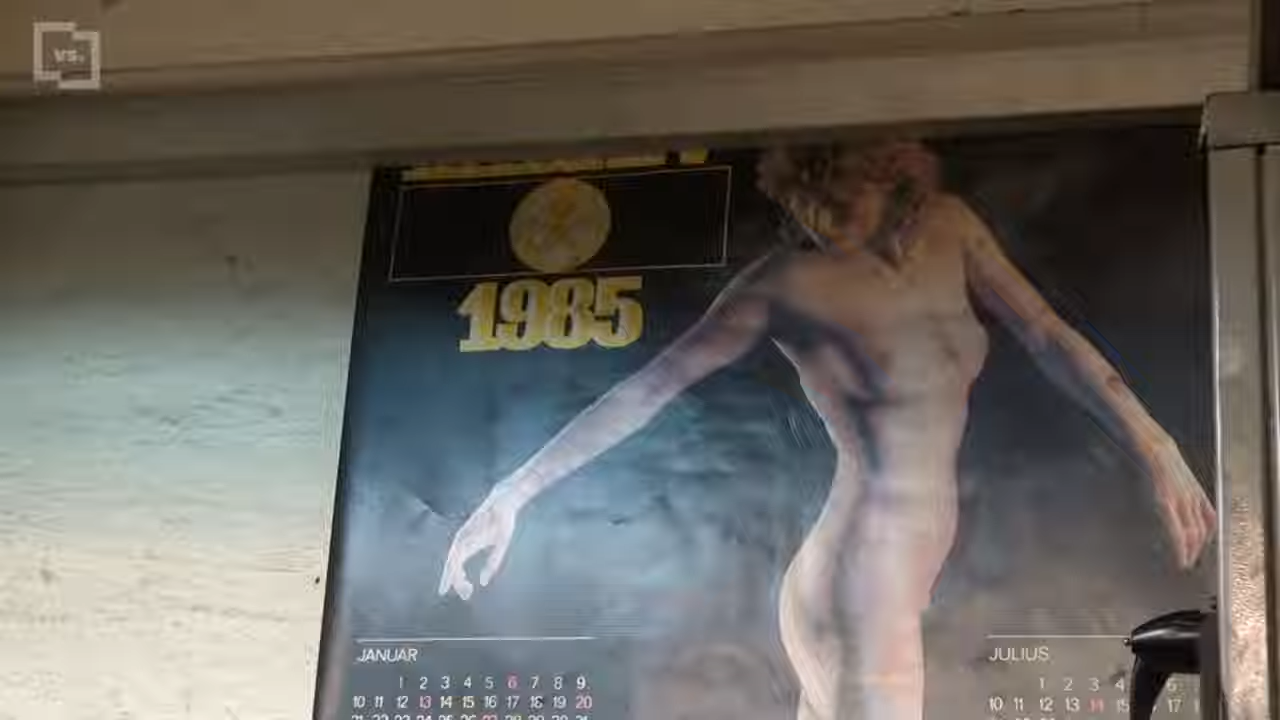 vs.
1985
JANUAR
1 2 3 4 5 6 7 8 9
10 11 12 13 14 15 16 17 18 19 20
JULIUS
1 2 3 4
10 11 12 13 14 15 17